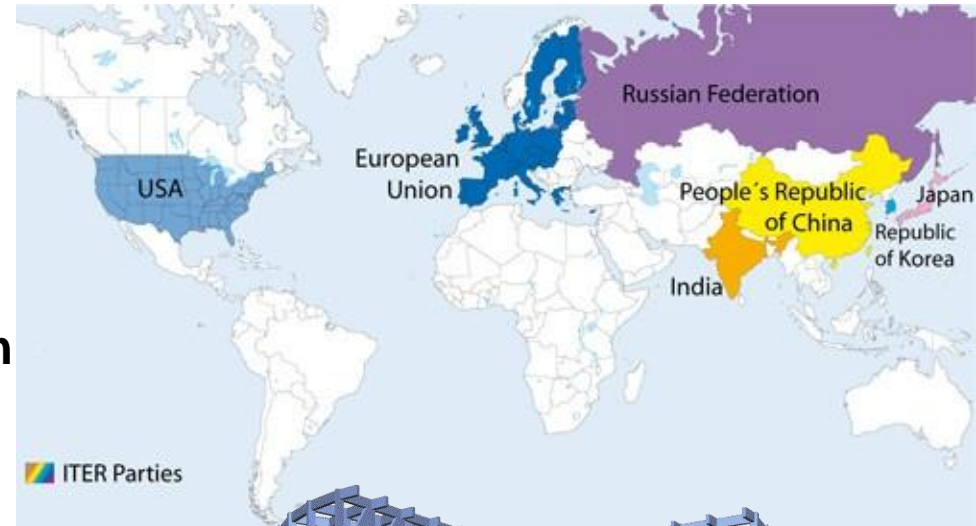 Russian Federation
European
Union
USA
People´s Republic
of China
Japan
Republic
of Korea
India
n
ITER Parties